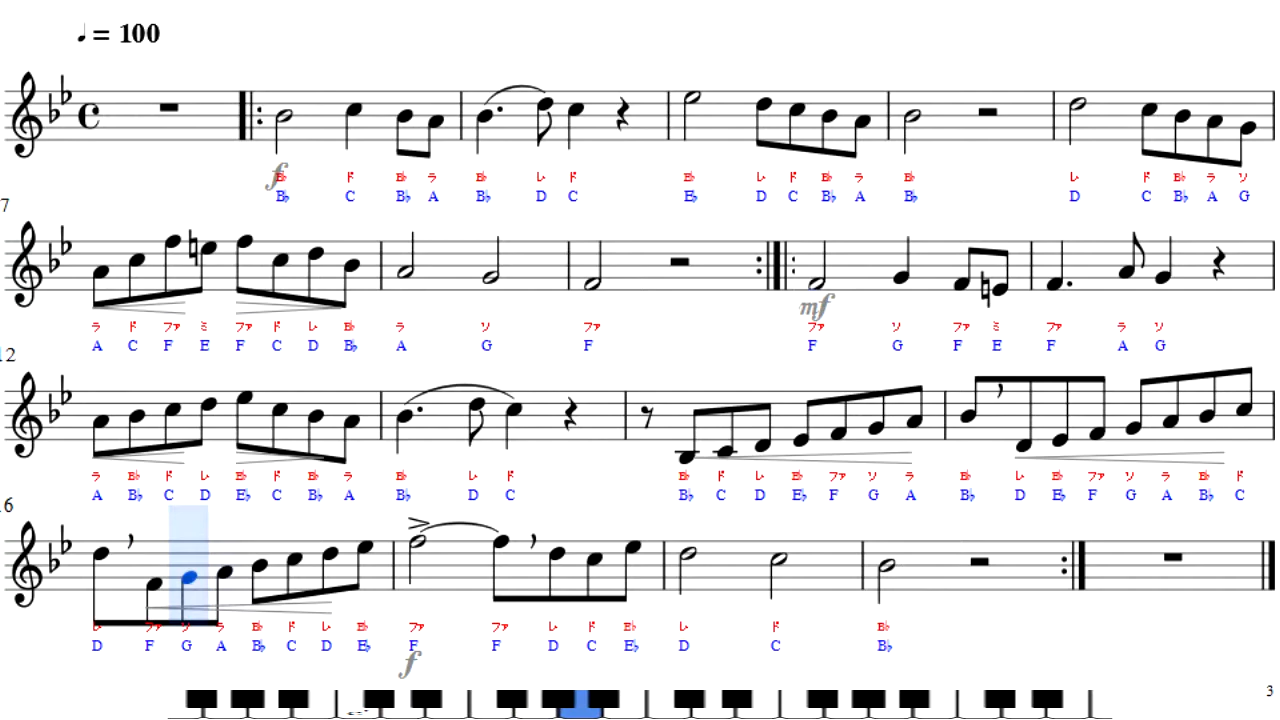 ♩ = 100
f
B♭ ド B♭ ラ B♭ レ ド E♭ レ ド B♭ ラ B♭ レ ド B♭ ラ ソ
B♭ C B♭ A B♭ D C E♭ D C B♭ A B♭ D C B♭ A G
7
mf
ラ ド ファ ミ ファ ド レ B♭ ラ ソ ファ ファ ソ ファ ミ ファ ラ ソ
A C F E F C D B♭ A G F F G F E F A G
12
ラ B♭ ド レ E♭ ド B♭ ラ B♭ レ ド B♭ ド レ E♭ ファ ソ ラ B♭ レ E♭ ファ ソ ラ B♭ ド
A B♭ C D E♭ C B♭ A B♭ D C B♭ C D E♭ F G A B♭ D E♭ F G A B♭ C
16
レ ファ ソ ラ B♭ ド レ E♭ ファ ファ レ ド E♭ レ ド B♭
D F G A B♭ C D E♭ F F D C E♭ D C B♭
f
3